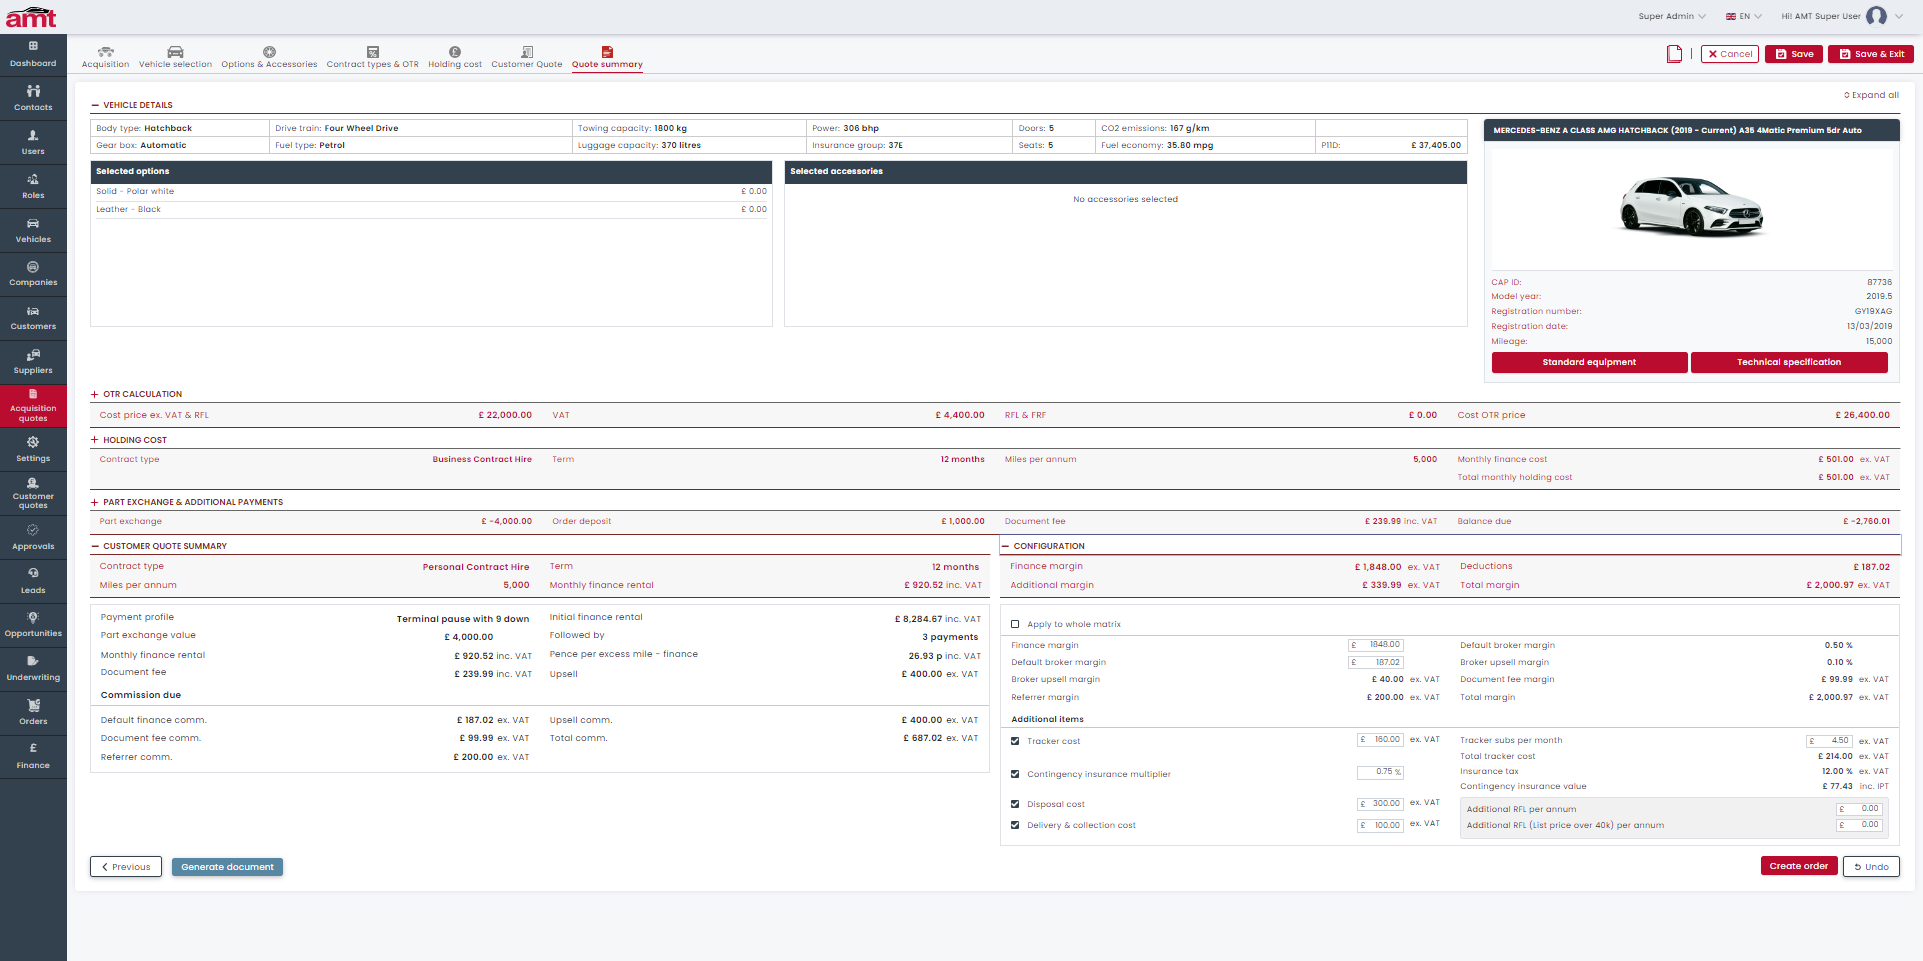 amt
Super Admin
EN
Hi! AMT Super User
Dashboard
Contacts
Users
Roles
Vehicles
Companies
Customers
Suppliers
Acquisition
quotes
Settings
Customer
quotes
Approvals
Leads
Opportunities
Underwriting
Orders
Finance
Acquisition
Vehicle selection
Options & Accessories
Contract types & OTR
Holding cost
Customer Quote
Quote summary
Cancel
Save
Save & Exit
VEHICLE DETAILS
Expand all
Body type: Hatchback
Drive train: Four Wheel Drive
Towing capacity: 1800 kg
Power: 306 bhp
Doors: 5
CO2 emissions: 167 g/km
Gear box: Automatic
Fuel type: Petrol
Luggage capacity: 370 litres
Insurance group: 37E
Seats: 5
Fuel economy: 35.80 mpg
P11D: £ 37,405.00
Selected options
Solid - Polar white £ 0.00
Leather - Black £ 0.00
Selected accessories
No accessories selected
MERCEDES-BENZ A CLASS AMG HATCHBACK (2019 - Current) A35 4Matic Premium 5dr Auto
CAP ID: 87736
Model year: 2019.5
Registration number: GY19XAG
Registration date: 13/03/2019
Mileage: 15,000
Standard equipment
Technical specification
OTR CALCULATION
Cost price ex. VAT & RFL £ 22,000.00 VAT £ 4,400.00 RFL & FRF £ 0.00 Cost OTR price £ 26,400.00
HOLDING COST
Contract type Business Contract Hire Term 12 months Miles per annum 5,000 Monthly finance cost £ 501.00 ex. VAT
Total monthly holding cost £ 501.00 ex. VAT
PART EXCHANGE & ADDITIONAL PAYMENTS
Part exchange £ -4,000.00 Order deposit £ 1,000.00 Document fee £ 239.99 inc. VAT Balance due £ -2,760.01
CUSTOMER QUOTE SUMMARY
Contract type Personal Contract Hire Term 12 months
Miles per annum 5,000 Monthly finance rental £ 920.52 inc. VAT
Payment profile Terminal pause with 9 down Initial finance rental £ 8,284.67 inc. VAT
Part exchange value £ 4,000.00 Followed by 3 payments
Monthly finance rental £ 920.52 inc. VAT Pence per excess mile - finance 26.93 p inc. VAT
Document fee £ 239.99 inc. VAT Upsell £ 400.00 ex. VAT
Commission due
Default finance comm. £ 187.02 ex. VAT Upsell comm. £ 400.00 ex. VAT
Document fee comm. £ 99.99 ex. VAT Total comm. £ 687.02 ex. VAT
Referrer comm. £ 200.00 ex. VAT
CONFIGURATION
Finance margin £ 1,848.00 ex. VAT Deductions £ 187.02
Additional margin £ 339.99 ex. VAT Total margin £ 2,000.97 ex. VAT
Apply to whole matrix
Finance margin £ 1848.00 Default broker margin 0.50 %
Default broker margin £ 187.02 Broker upsell margin 0.10 %
Broker upsell margin £ 40.00 ex. VAT Document fee margin £ 99.99 ex. VAT
Referrer margin £ 200.00 ex. VAT Total margin £ 2,000.97 ex. VAT
Additional items
Tracker cost £ 160.00 ex. VAT Tracker subs per month £ 4.50 ex. VAT
Total tracker cost £ 214.00 ex. VAT
Contingency insurance multiplier 0.75 % Insurance tax 12.00 % ex. VAT
Contingency insurance value £ 77.43 inc. IPT
Disposal cost £ 300.00 ex. VAT Additional RFL per annum £ 0.00
Delivery & collection cost £ 100.00 ex. VAT Additional RFL (List price over 40k) per annum £ 0.00
Previous
Generate document
Create order
Undo